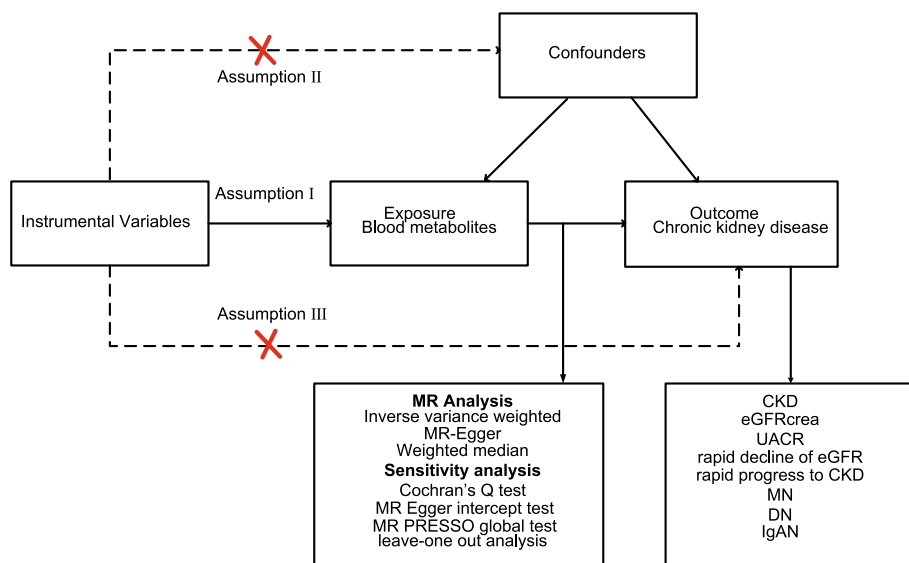 Confounders
Assumption II
Assumption I
Instrumental Variables
Exposure
Blood metabolites
Outcome
Chronic kidney disease
Assumption III
MR Analysis
Inverse variance weighted
MR-Egger
Weighted median
Sensitivity analysis
Cochran's Q test
MR Egger intercept test
MR PRESSO global test
leave-one out analysis
CKD
eGFRcrea
UACR
rapid decline of eGFR
rapid progress to CKD
MN
DN
IgAN